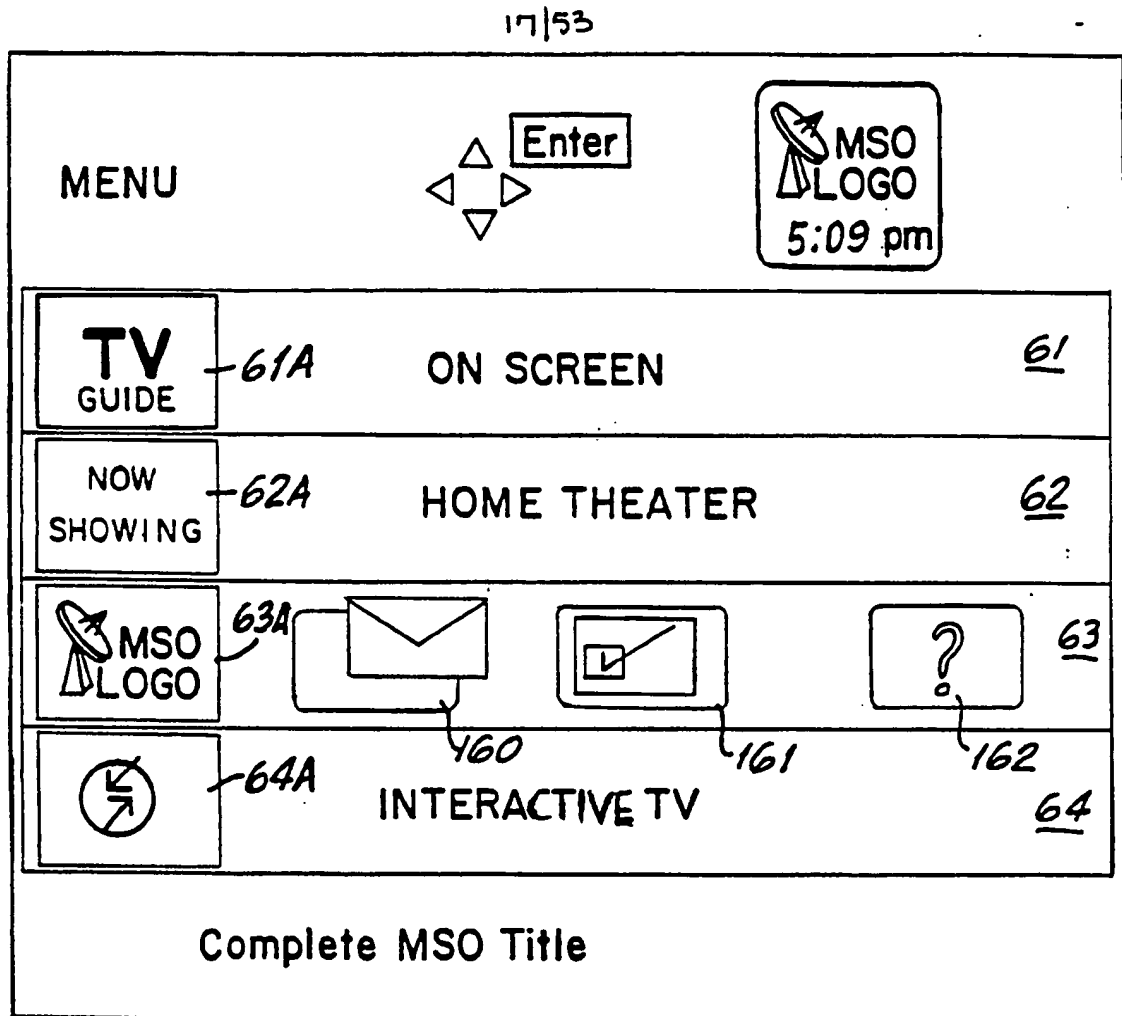 17/53
MENU
Enter
MSO
LOGO
5:09 pm
TV
GUIDE
61A
ON SCREEN
61
NOW
SHOWING
62A
HOME THEATER
62
MSO
LOGO
63A
?
63
160
161
162
64A
INTERACTIVE TV
64
Complete MSO Title